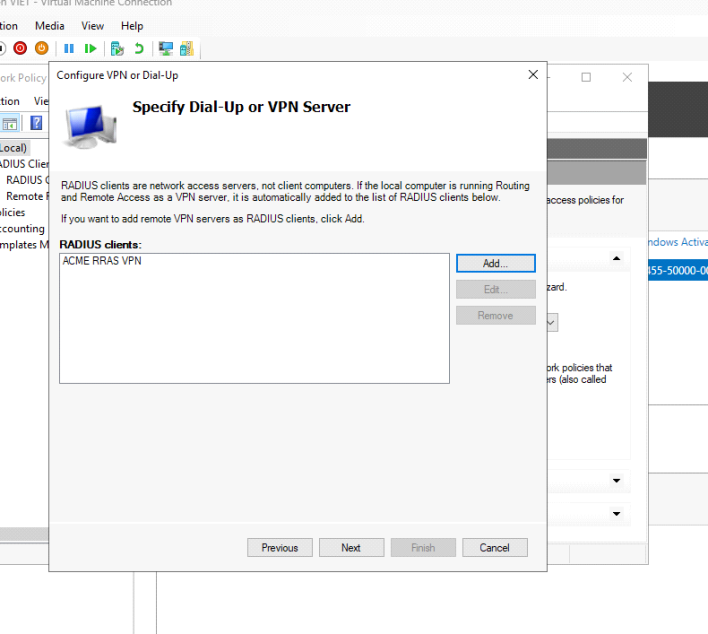 on VIET - Virtual Machine Connection
tion Media View Help
ork Policy
Configure VPN or Dial-Up
tion Vie
Specify Dial-Up or VPN Server
Local)
ADIUS Clien
RADIUS C
Remote F
olicies
ccounting
mplates M
RADIUS clients are network access servers, not client computers. If the local computer is running Routing
and Remote Access as a VPN server, it is automatically added to the list of RADIUS clients below.
If you want to add remote VPN servers as RADIUS clients, click Add.
RADIUS clients:
ACME RRAS VPN
Add...
Edit...
Remove
access policies for
ndows Activa
455-50000-00
zard.
ork policies that
ers (also called
Previous Next Finish Cancel